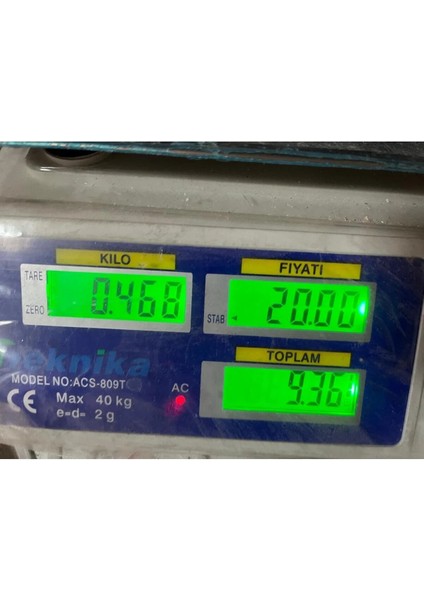 KILO
FIYATI
TARE
ZERO
0.468
STAB
20.00
Teknika
TOPLAM
MODEL NO:ACS-809T
AC
9.36
CE
Max 40 kg
e=d= 2 g